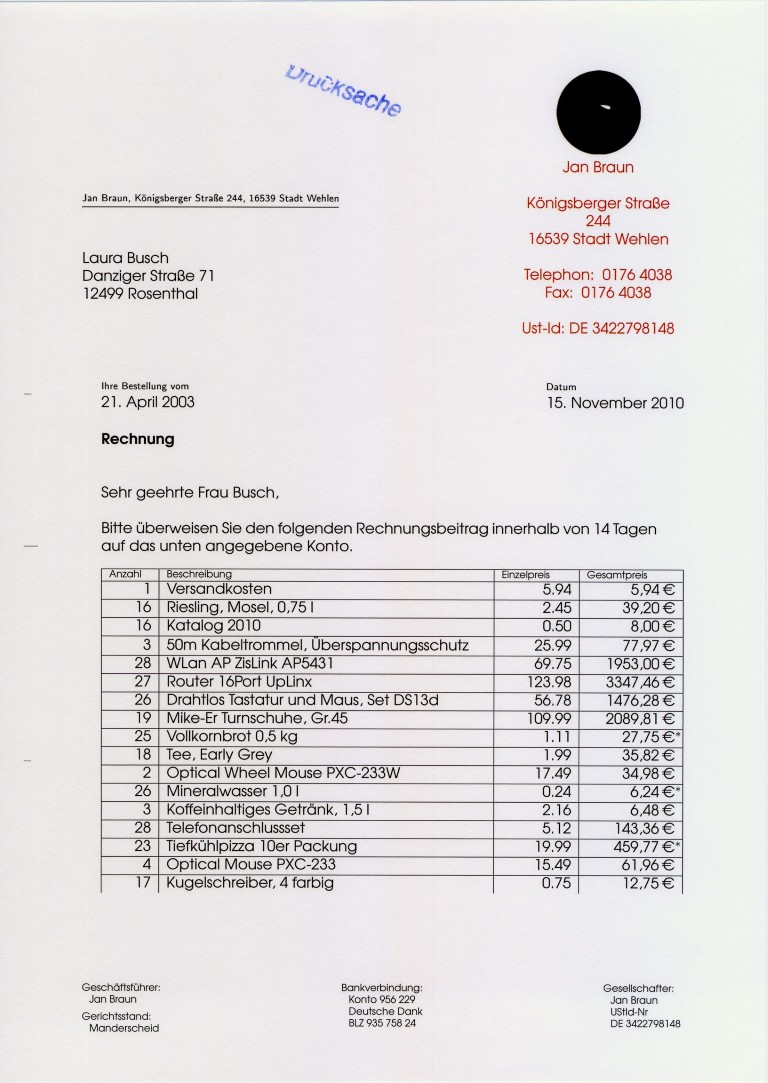 Drucksache
Jan Braun
Jan Braun, Königsberger Straße 244, 16539 Stadt Wehlen
Königsberger Straße
244
16539 Stadt Wehlen
Laura Busch
Danziger Straße 71
12499 Rosenthal
Telephon: 0176 4038
Fax: 0176 4038
Ust-Id: DE 3422798148
Ihre Bestellung vom
21. April 2003
Datum
15. November 2010
Rechnung
Sehr geehrte Frau Busch,
Bitte überweisen Sie den folgenden Rechnungsbeitrag innerhalb von 14 Tagen
auf das unten angegebene Konto.
Anzahl Beschreibung Einzelpreis Gesamtpreis
1 Versandkosten 5.94 5,94 €
16 Riesling, Mosel, 0,75 l 2.45 39,20 €
16 Katalog 2010 0.50 8,00 €
3 50m Kabeltrommel, Überspannungsschutz 25.99 77,97 €
28 WLan AP ZisLink AP5431 69.75 1953,00 €
27 Router 16Port UpLinx 123.98 3347,46 €
26 Drahtlos Tastatur und Maus, Set DS13d 56.78 1476,28 €
19 Mike-Er Turnschuhe, Gr.45 109.99 2089,81 €
25 Vollkornbrot 0,5 kg 1.11 27,75 €*
18 Tee, Early Grey 1.99 35,82 €
2 Optical Wheel Mouse PXC-233W 17.49 34,98 €
26 Mineralwasser 1,0 l 0.24 6,24 €*
3 Koffeinhaltiges Getränk, 1,5 l 2.16 6,48 €
28 Telefonanschlussset 5.12 143,36 €
23 Tiefkühlpizza 10er Packung 19.99 459,77 €*
4 Optical Mouse PXC-233 15.49 61,96 €
17 Kugelschreiber, 4 farbig 0.75 12,75 €
Geschäftsführer:
Jan Braun
Gerichtsstand:
Manderscheid
Bankverbindung:
Konto 956 229
Deutsche Dank
BLZ 935 758 24
Gesellschafter:
Jan Braun
UStId-Nr
DE 3422798148